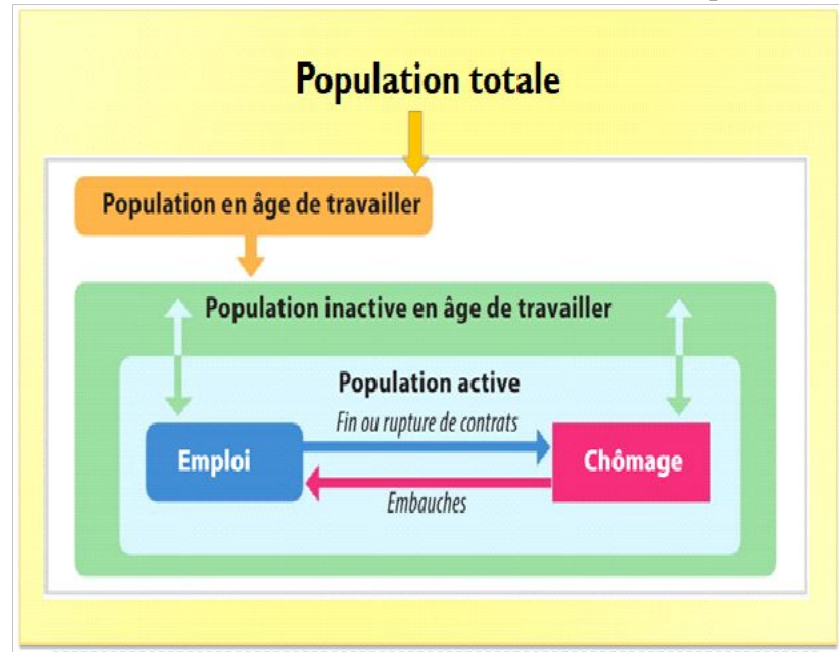 Population totale
Population en âge de travailler
Population inactive en âge de travailler
Population active
Fin ou rupture de contrats
Emploi
Chômage
Embauches